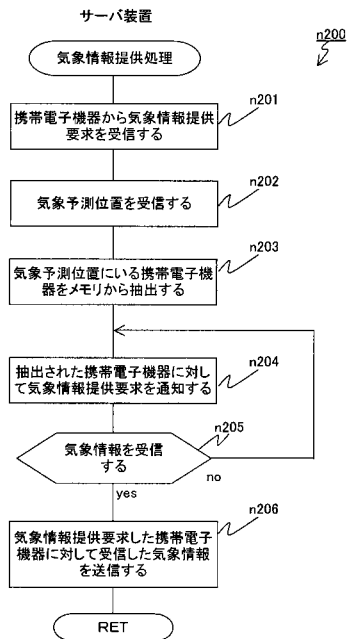 サーバ装置
n200
気象情報提供処理
n201
携帯電子機器から気象情報提供
要求を受信する
n202
気象予測位置を受信する
n203
気象予測位置にいる携帯電子機
器をメモリから抽出する
n204
抽出された携帯電子機器に対し
て気象情報提供要求を通知する
n205
気象情報を受信
する
no
yes
n206
気象情報提供要求した携帯電子
機器に対して受信した気象情報
を送信する
RET